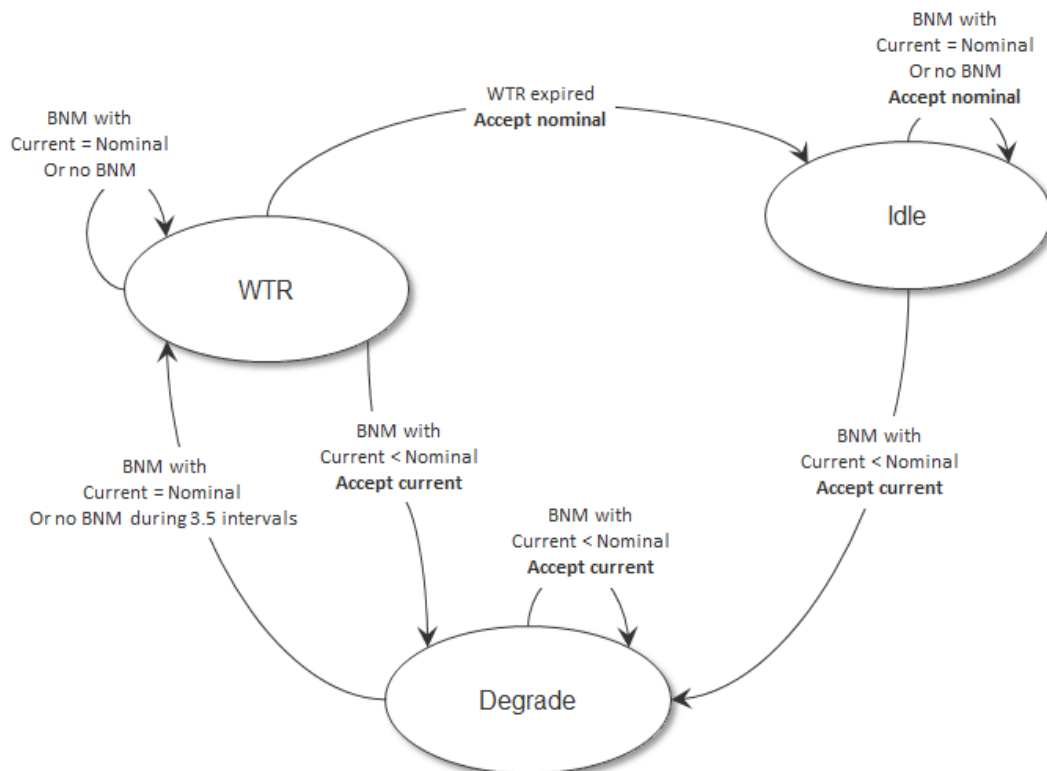 BNM with
Current = Nominal
Or no BNM
Accept nominal
WTR expired
Accept nominal
BNM with
Current = Nominal
Or no BNM
Idle
WTR
BNM with
Current < Nominal
Accept current
BNM with
Current < Nominal
Accept current
BNM with
Current = Nominal
Or no BNM during 3.5 intervals
BNM with
Current < Nominal
Accept current
Degrade